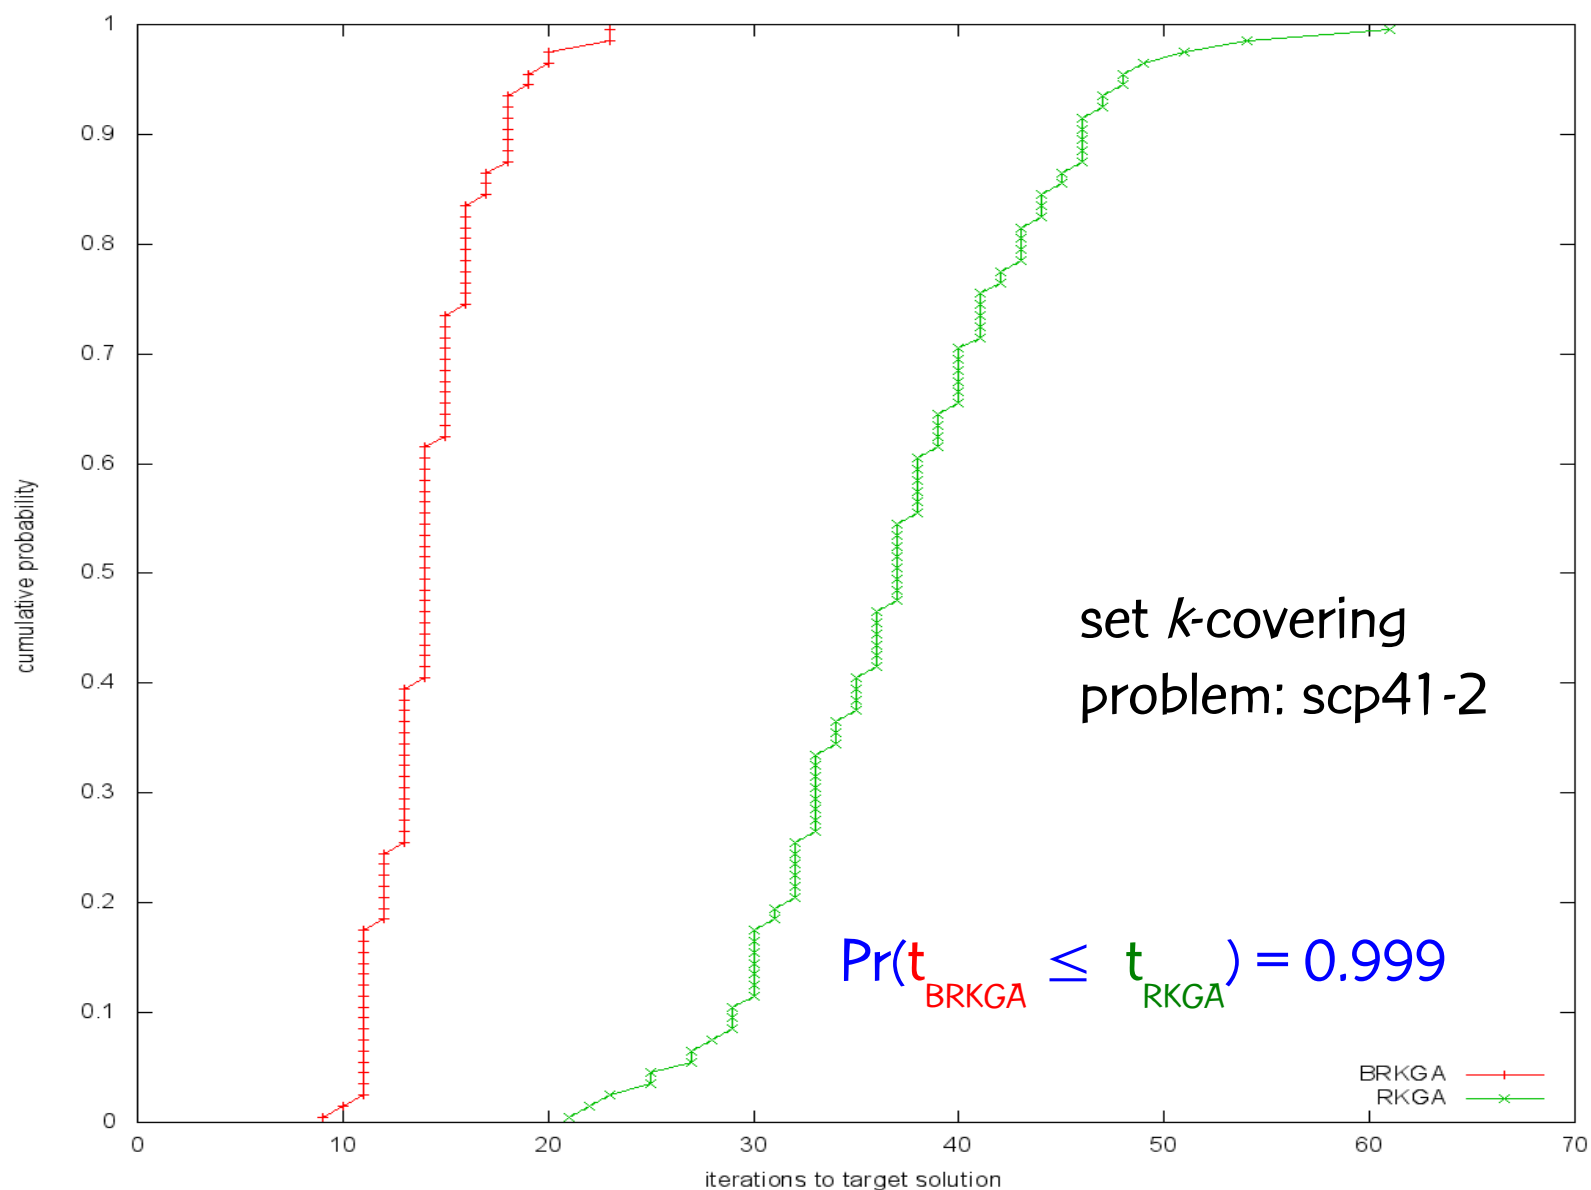 1
0.9
0.8
0.7
0.6
0.5
0.4
0.3
0.2
0.1
0
cumulative probability
set k-covering
problem: scp41-2
Pr(t BRKGA ≤ t RKGA) = 0.999
BRKGA
RKGA
0 10 20 30 40 50 60 70
iterations to target solution